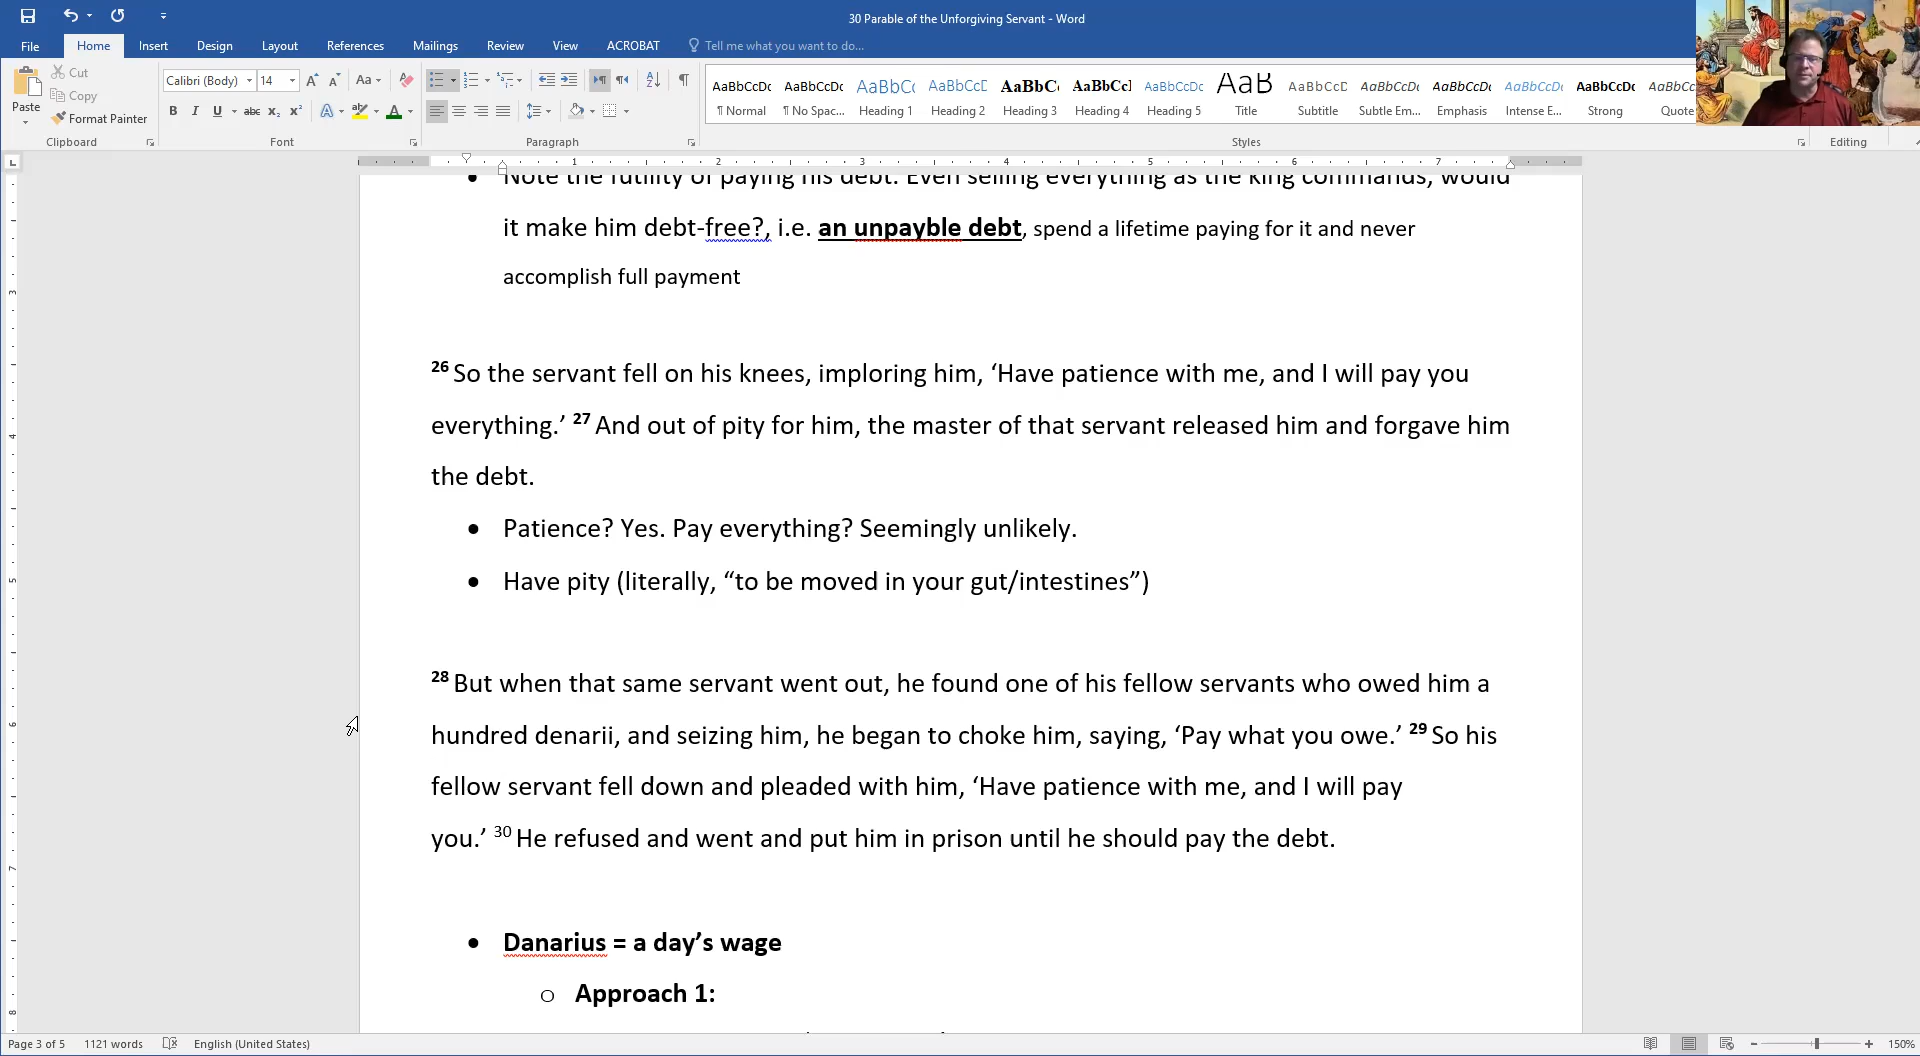 30 Parable of the Unforgiving Servant - Word
File Home Insert Design Layout References Mailings Review View ACROBAT Tell me what you want to do...
Paste
Cut
Copy
Format Painter
Clipboard
Calibri (Body) 14
Font
Paragraph
AaBbCcDc AaBbCcDc AaBbCc AaBbCcD AaBbC AaBbCcI AaBbCcDc AaB AaBbCcD AaBbCcDc AaBbCcDc AaBbCcDc AaBbCcDc AaBbCcDc
¶ Normal ¶ No Spac... Heading 1 Heading 2 Heading 3 Heading 4 Heading 5 Title Subtitle Subtle Em... Emphasis Intense E... Strong Quote
Styles
Editing
1 2 3 4 5 6 7
• Note the futility of paying his debt. Even selling everything as the king commands, would
it make him debt-free?, i.e. an unpayble debt, spend a lifetime paying for it and never
accomplish full payment
26 So the servant fell on his knees, imploring him, ‘Have patience with me, and I will pay you
everything.’ 27 And out of pity for him, the master of that servant released him and forgave him
the debt.
• Patience? Yes. Pay everything? Seemingly unlikely.
• Have pity (literally, “to be moved in your gut/intestines”)
28 But when that same servant went out, he found one of his fellow servants who owed him a
hundred denarii, and seizing him, he began to choke him, saying, ‘Pay what you owe.’ 29 So his
fellow servant fell down and pleaded with him, ‘Have patience with me, and I will pay
you.’ 30 He refused and went and put him in prison until he should pay the debt.
• Danarius = a day’s wage
o Approach 1:
Page 3 of 5 1121 words English (United States) 150%